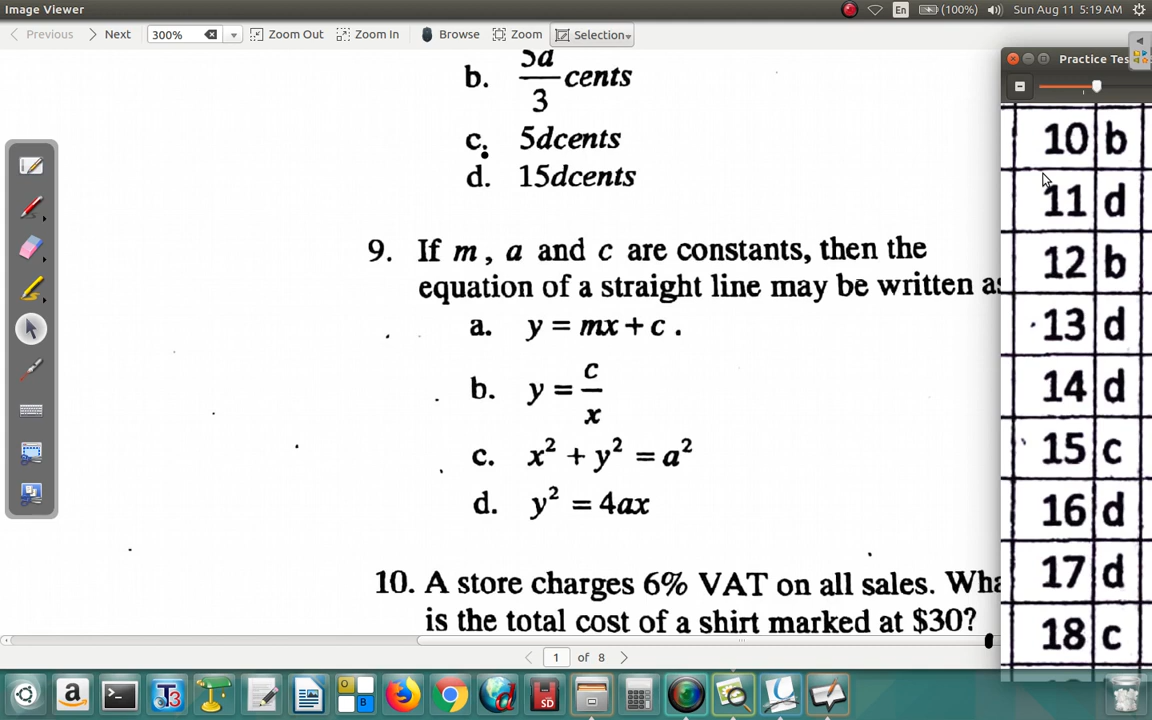 Image Viewer
En (100%) Sun Aug 11 5:19 AM
Previous Next 300% Zoom Out Zoom In Browse Zoom Selection
b. 5a/3 cents
c. 5dcents
d. 15dcents
9. If m, a and c are constants, then the
equation of a straight line may be written as
a. y = mx + c .
b. y = c/x
c. x² + y² = a²
d. y² = 4ax
10. A store charges 6% VAT on all sales. Wha
is the total cost of a shirt marked at $30?
Practice Tes
10 b
11 d
12 b
13 d
14 d
15 c
16 d
17 d
18 c
1 of 8